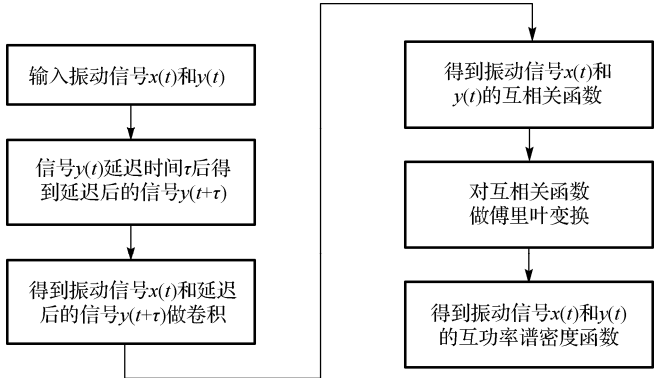 输入振动信号x(t)和y(t)
信号y(t)延迟时间τ后得
到延迟后的信号y(t+τ)
得到振动信号x(t)和延迟
后的信号y(t+τ)做卷积
得到振动信号x(t)和
y(t)的互相关函数
对互相关函数
做傅里叶变换
得到振动信号x(t)和y(t)
的互功率谱密度函数